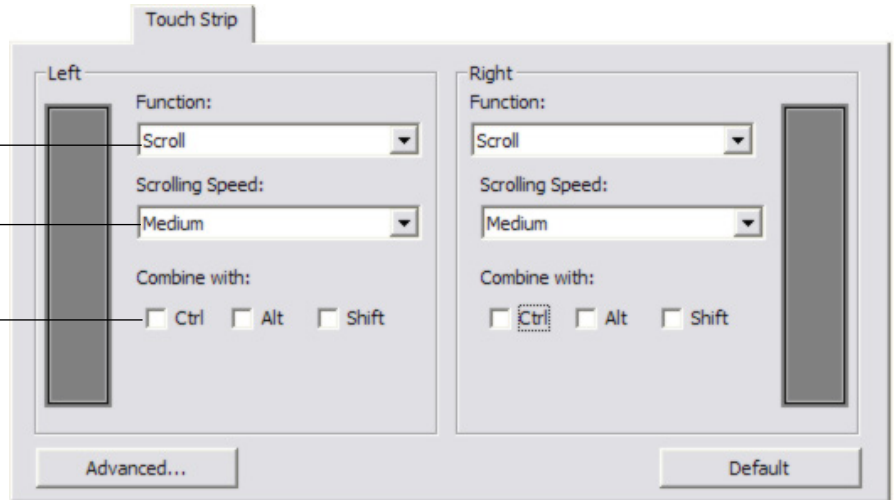 Touch Strip
Left
Function:
Scroll
Scrolling Speed:
Medium
Combine with:
Ctrl Alt Shift
Right
Function:
Scroll
Scrolling Speed:
Medium
Combine with:
Ctrl Alt Shift
Advanced...
Default